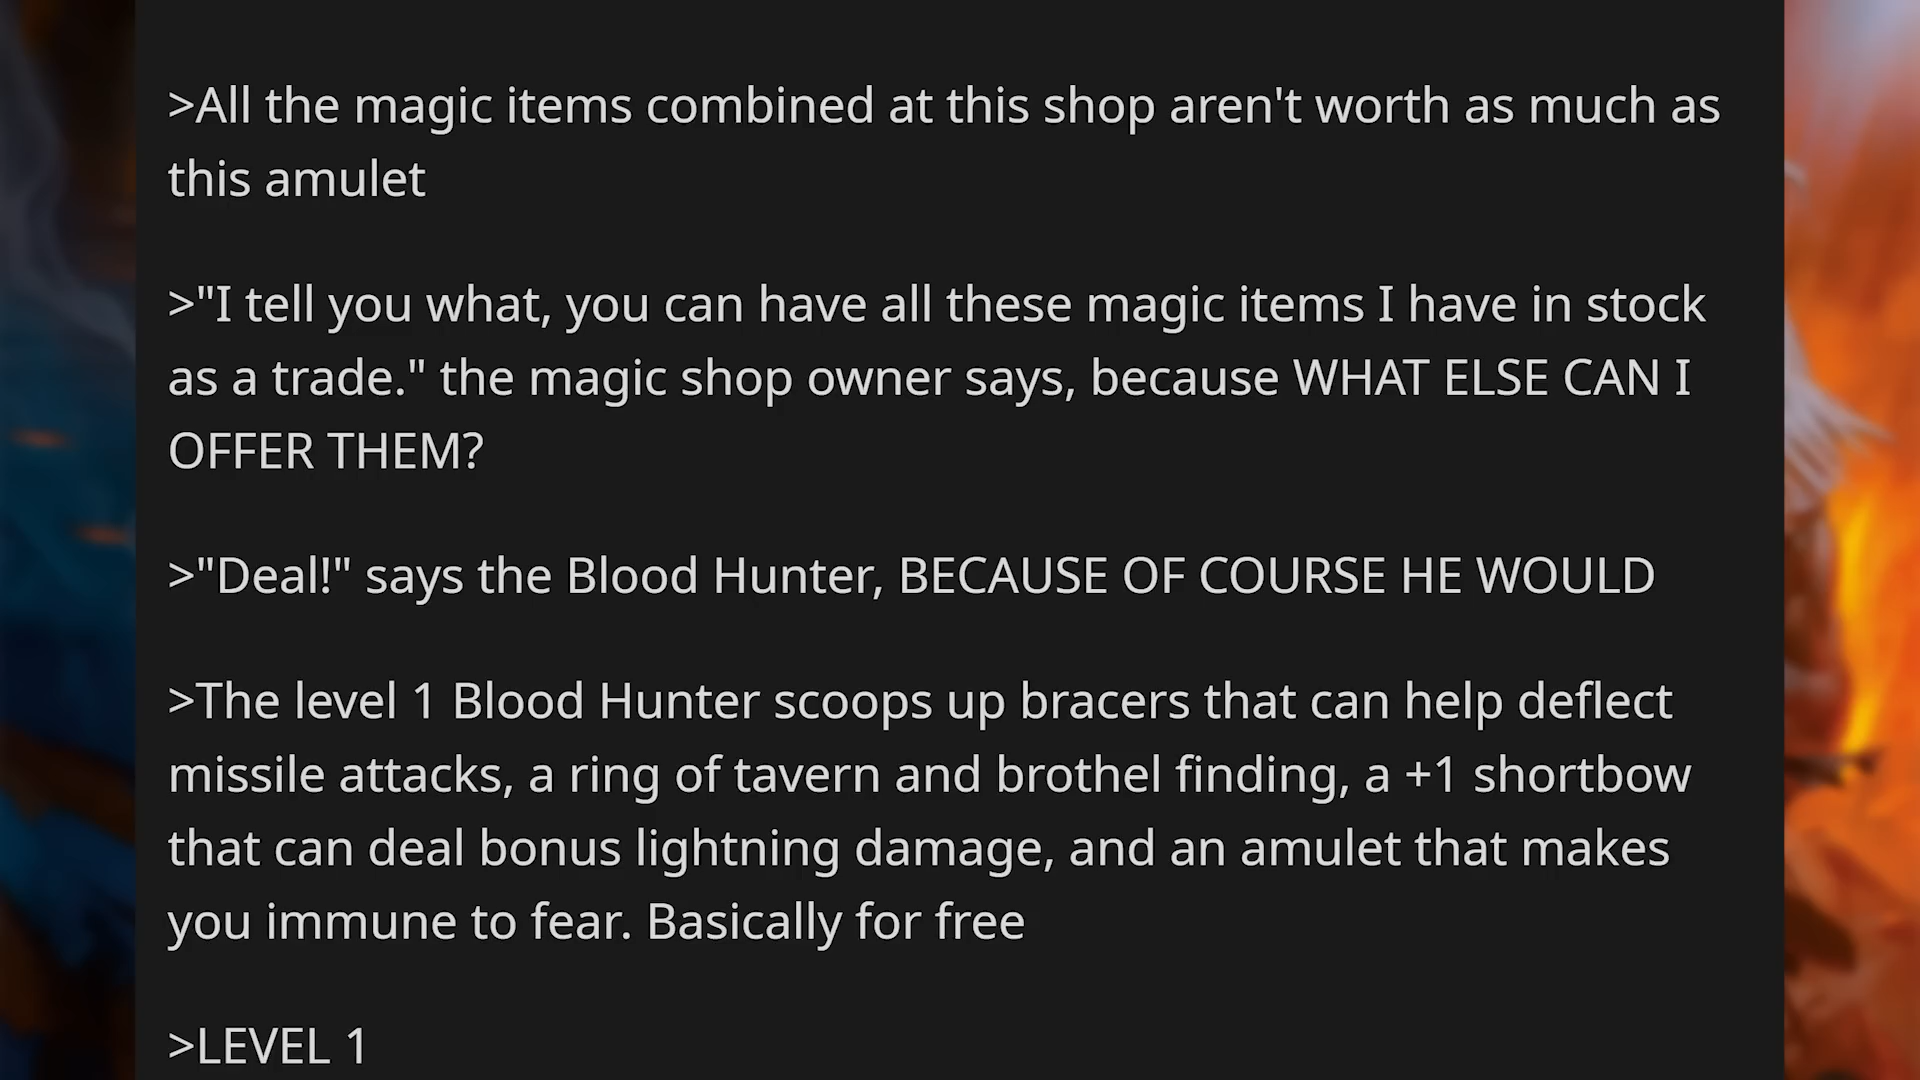 >All the magic items combined at this shop aren't worth as much as
this amulet
>"I tell you what, you can have all these magic items I have in stock
as a trade." the magic shop owner says, because WHAT ELSE CAN I
OFFER THEM?
>"Deal!" says the Blood Hunter, BECAUSE OF COURSE HE WOULD
>The level 1 Blood Hunter scoops up bracers that can help deflect
missile attacks, a ring of tavern and brothel finding, a +1 shortbow
that can deal bonus lightning damage, and an amulet that makes
you immune to fear. Basically for free
>LEVEL 1